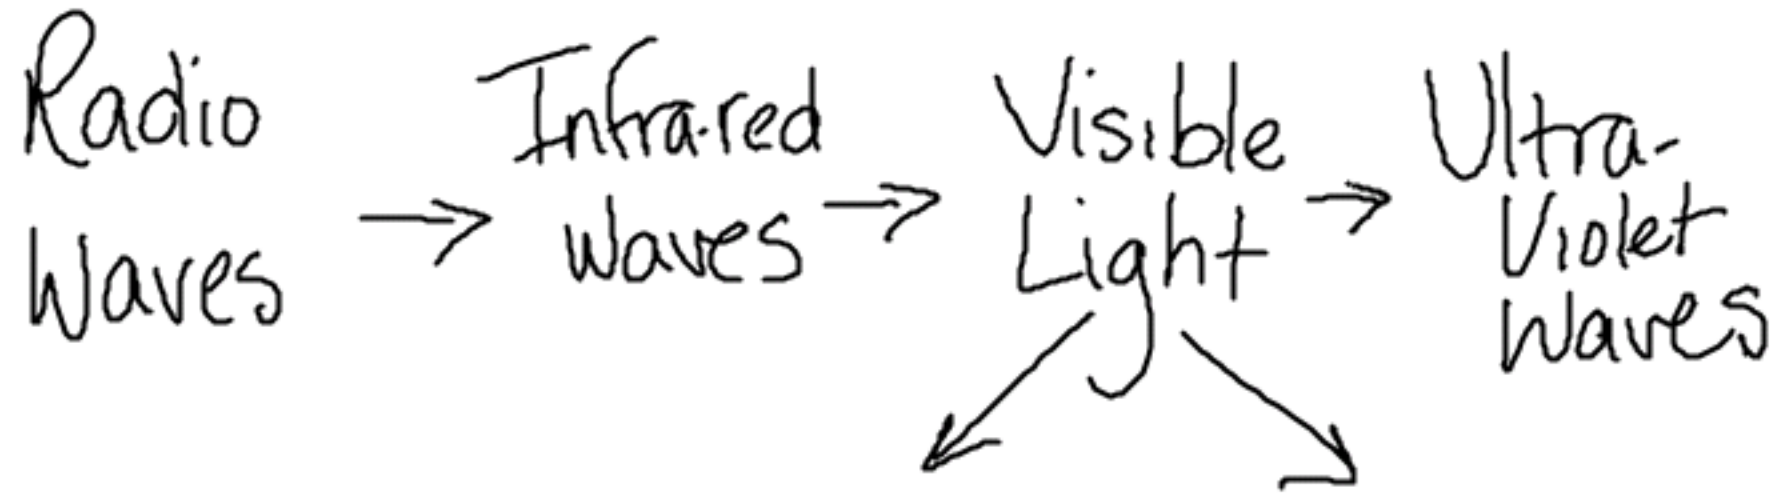 Radio
Waves
Infrared
Waves
Visible
Light
Ultra-
Violet
Waves